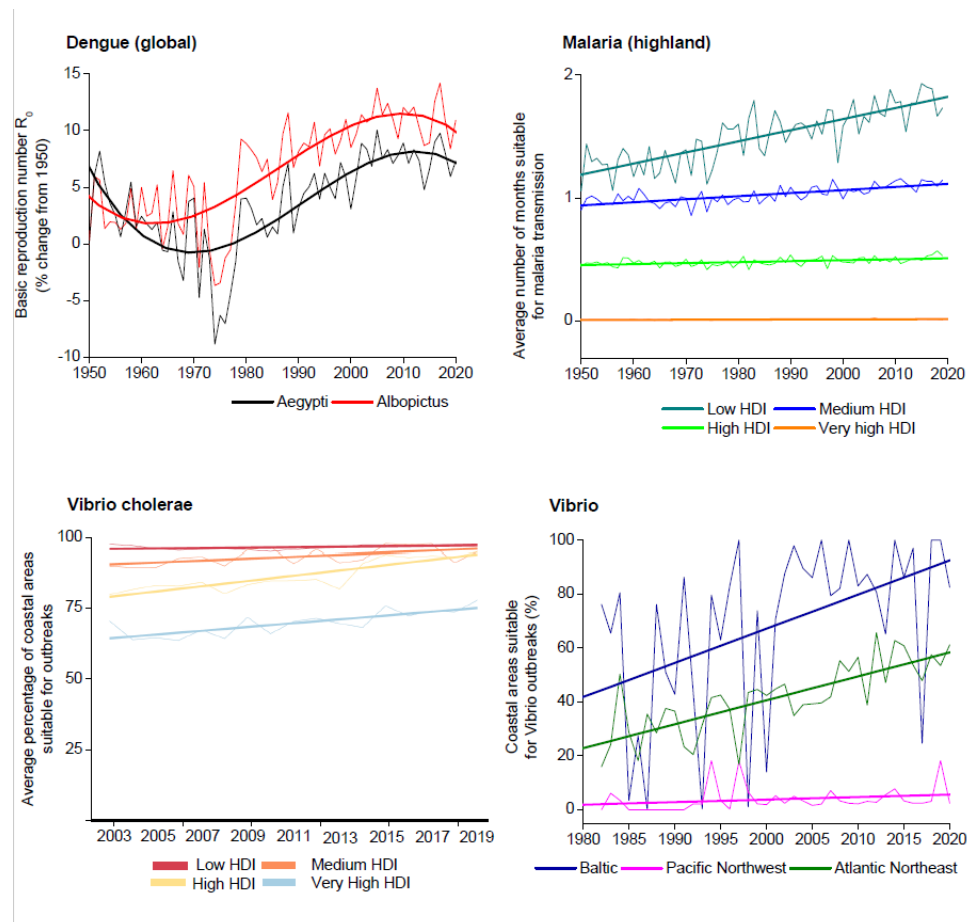 Dengue (global)
Basic reproduction number R0
(% change from 1950)
15
10
5
0
-5
-10
1950 1960 1970 1980 1990 2000 2010 2020
Aegypti Albopictus
Malaria (highland)
Average number of months suitable
for malaria transmission
2
1
0
1950 1960 1970 1980 1990 2000 2010 2020
Low HDI Medium HDI
High HDI Very high HDI
Vibrio cholerae
Average percentage of coastal areas
suitable for outbreaks
100
75
50
25
2003 2005 2007 2009 2011 2013 2015 2017 2019
Low HDI Medium HDI
High HDI Very High HDI
Vibrio
Coastal areas suitable
for Vibrio outbreaks (%)
100
80
60
40
20
0
1980 1985 1990 1995 2000 2005 2010 2015 2020
Baltic Pacific Northwest Atlantic Northeast